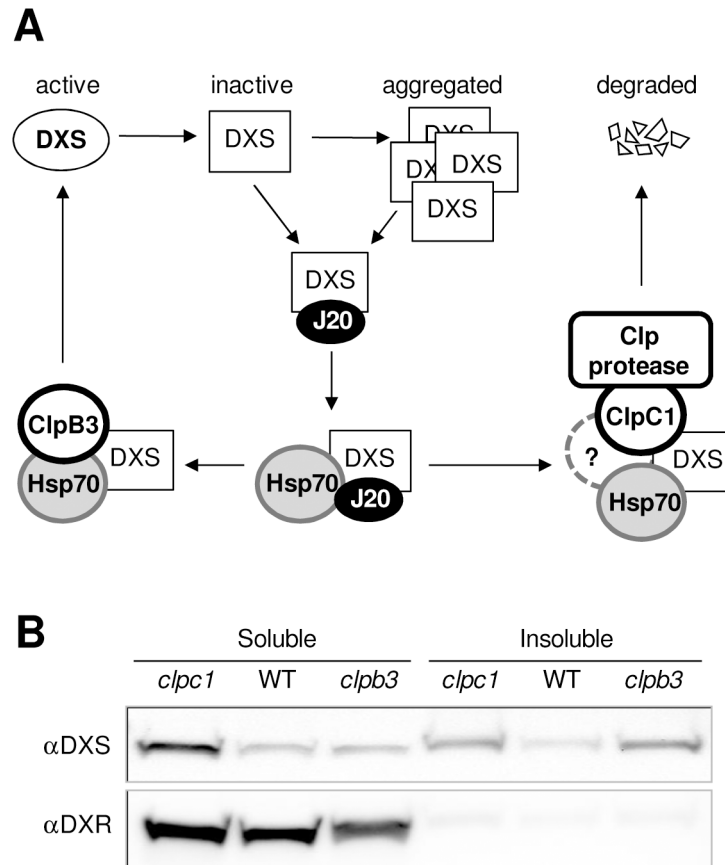 A
active inactive aggregated degraded
DXS DXS DXS
DX DXS
DXS
DXS
J20
Clp
protease
ClpB3 ClpC1
DXS DXS ? DXS
Hsp70 Hsp70 Hsp70
J20
B
Soluble Insoluble
clpc1 WT clpb3 clpc1 WT clpb3
αDXS
αDXR